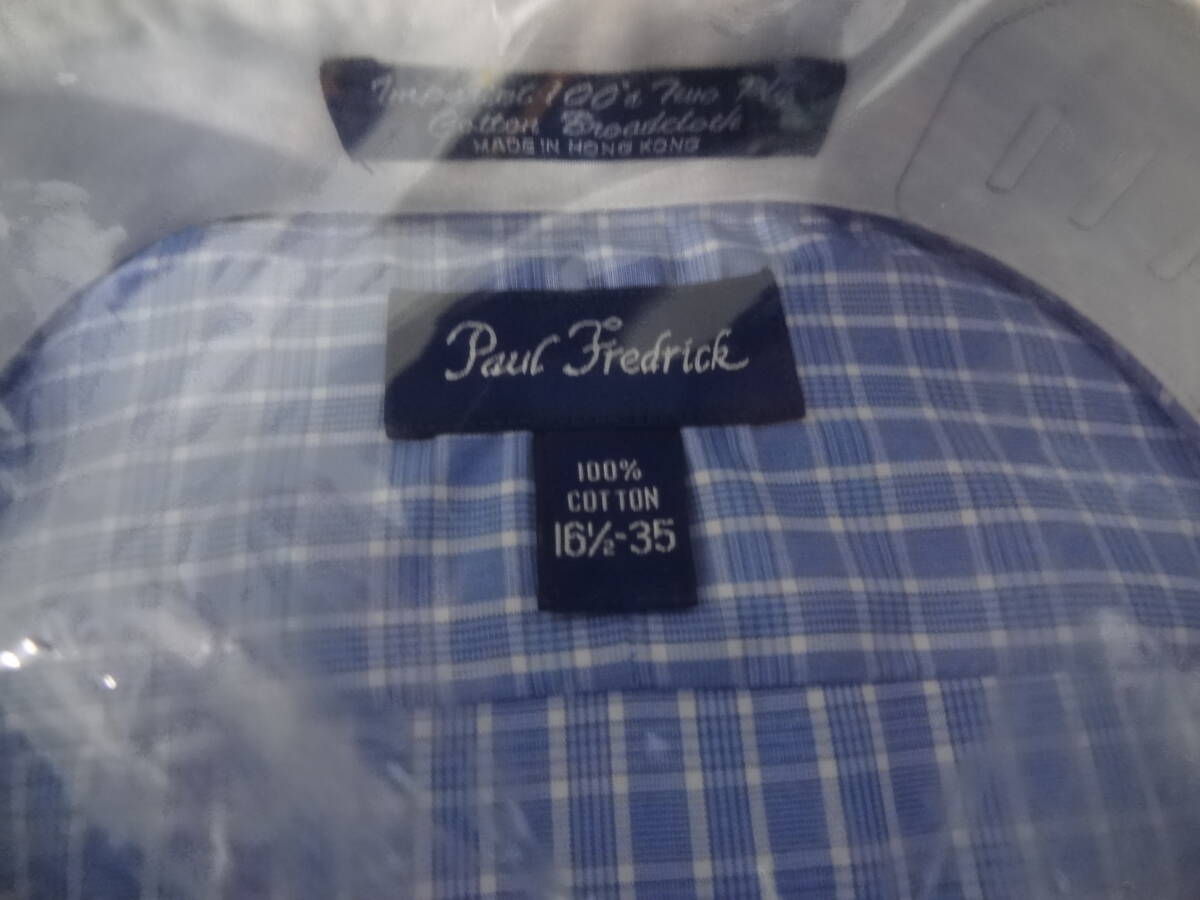 Imported 100's Two Ply
Cotton Broadcloth
MADE IN HONG KONG
Paul Fredrick
100%
COTTON
16½-35